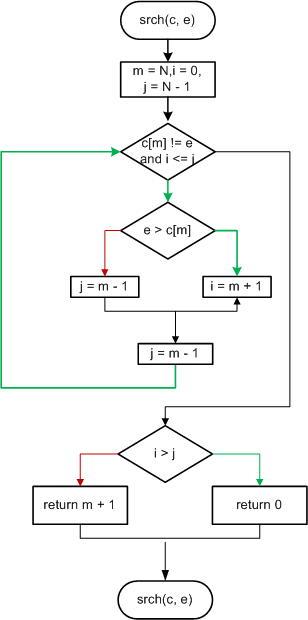 srch(c, e)
m = N,i = 0,
j = N - 1
c[m] != e
and i <= j
e > c[m]
j = m - 1
i = m + 1
j = m - 1
i > j
return m + 1
return 0
srch(c, e)